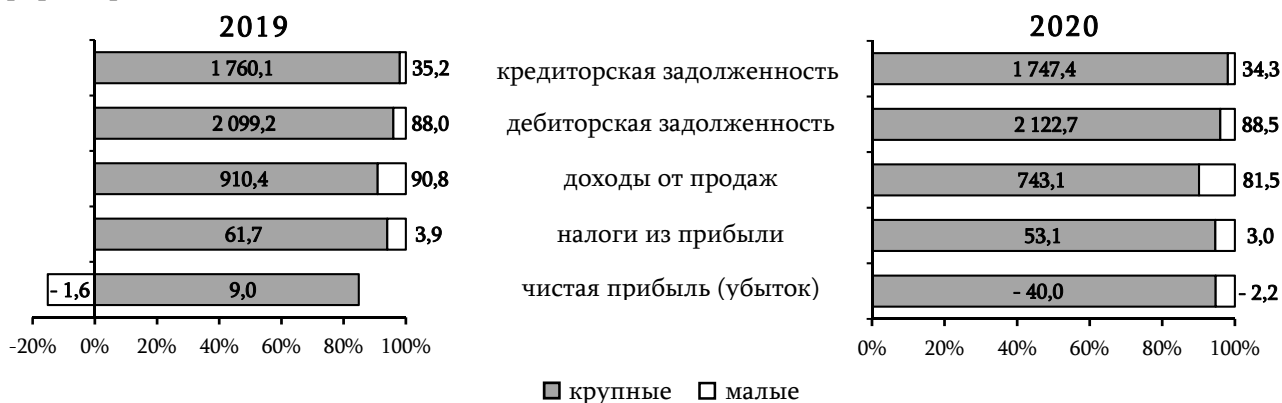 2019 2020
1 760,1 35,2 кредиторская задолженность 1 747,4 34,3
2 099,2 88,0 дебиторская задолженность 2 122,7 88,5
910,4 90,8 доходы от продаж 743,1 81,5
61,7 3,9 налоги из прибыли 53,1 3,0
- 1,6 9,0 чистая прибыль (убыток) - 40,0 - 2,2
-20% 0% 20% 40% 60% 80% 100% 0% 20% 40% 60% 80% 100%
крупные малые